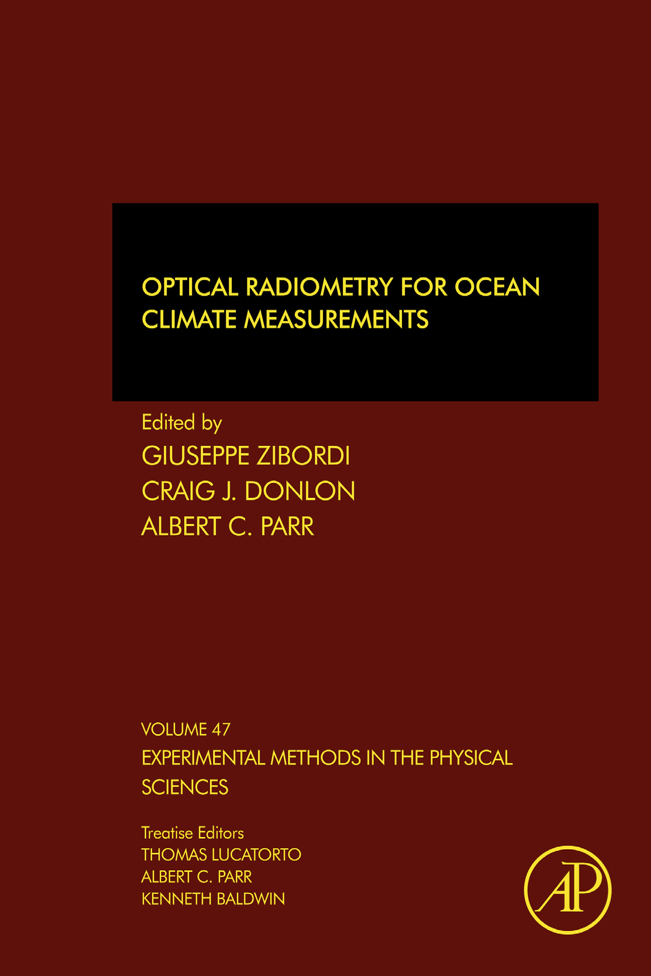 OPTICAL RADIOMETRY FOR OCEAN
CLIMATE MEASUREMENTS
Edited by
GIUSEPPE ZIBORDI
CRAIG J. DONLON
ALBERT C. PARR
VOLUME 47
EXPERIMENTAL METHODS IN THE PHYSICAL
SCIENCES
Treatise Editors
THOMAS LUCATORTO
ALBERT C. PARR
KENNETH BALDWIN
AP